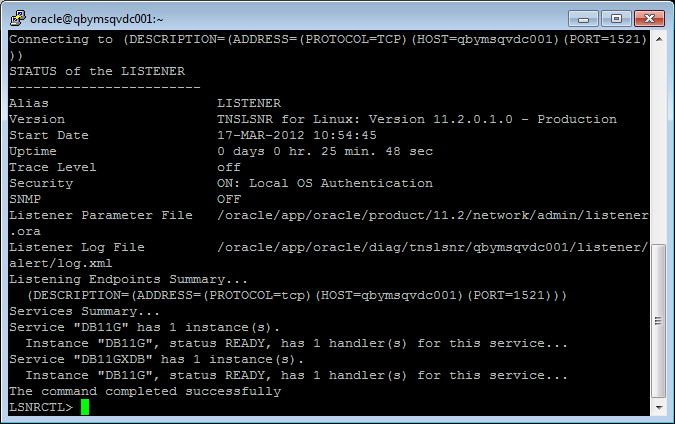 oracle@qbymsqvdc001:~
Connecting to (DESCRIPTION=(ADDRESS=(PROTOCOL=TCP)(HOST=qbymsqvdc001)(PORT=1521)
))
STATUS of the LISTENER
------------------------
Alias                     LISTENER
Version                   TNSLSNR for Linux: Version 11.2.0.1.0 - Production
Start Date                17-MAR-2012 10:54:45
Uptime                    0 days 0 hr. 25 min. 48 sec
Trace Level               off
Security                  ON: Local OS Authentication
SNMP                      OFF
Listener Parameter File   /oracle/app/oracle/product/11.2/network/admin/listener
.ora
Listener Log File         /oracle/app/oracle/diag/tnslsnr/qbymsqvdc001/listener/
alert/log.xml
Listening Endpoints Summary...
  (DESCRIPTION=(ADDRESS=(PROTOCOL=tcp)(HOST=qbymsqvdc001)(PORT=1521)))
Services Summary...
Service "DB11G" has 1 instance(s).
  Instance "DB11G", status READY, has 1 handler(s) for this service...
Service "DB11GXDB" has 1 instance(s).
  Instance "DB11G", status READY, has 1 handler(s) for this service...
The command completed successfully
LSNRCTL>